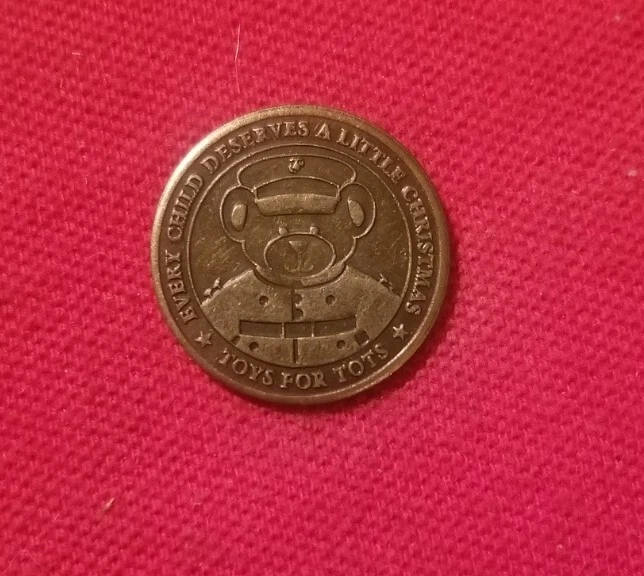 EVERY CHILD DESERVES A LITTLE CHRISTMAS
TOYS FOR TOTS